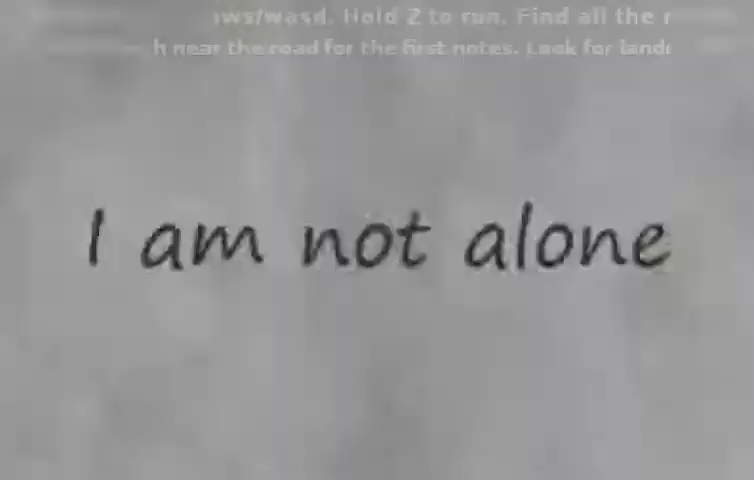 . Hold Z to run. Find all the
near the road for the first notes. Look for
I am not alone